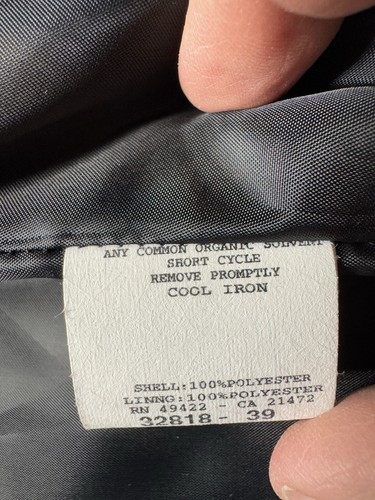 ANY COMMON ORGANIC SOLVENT
SHORT CYCLE
REMOVE PROMPTLY
COOL IRON
SHELL:100%POLYESTER
LINNG:100%POLYESTER
RN 49422 - CA 21472
32818 - 39